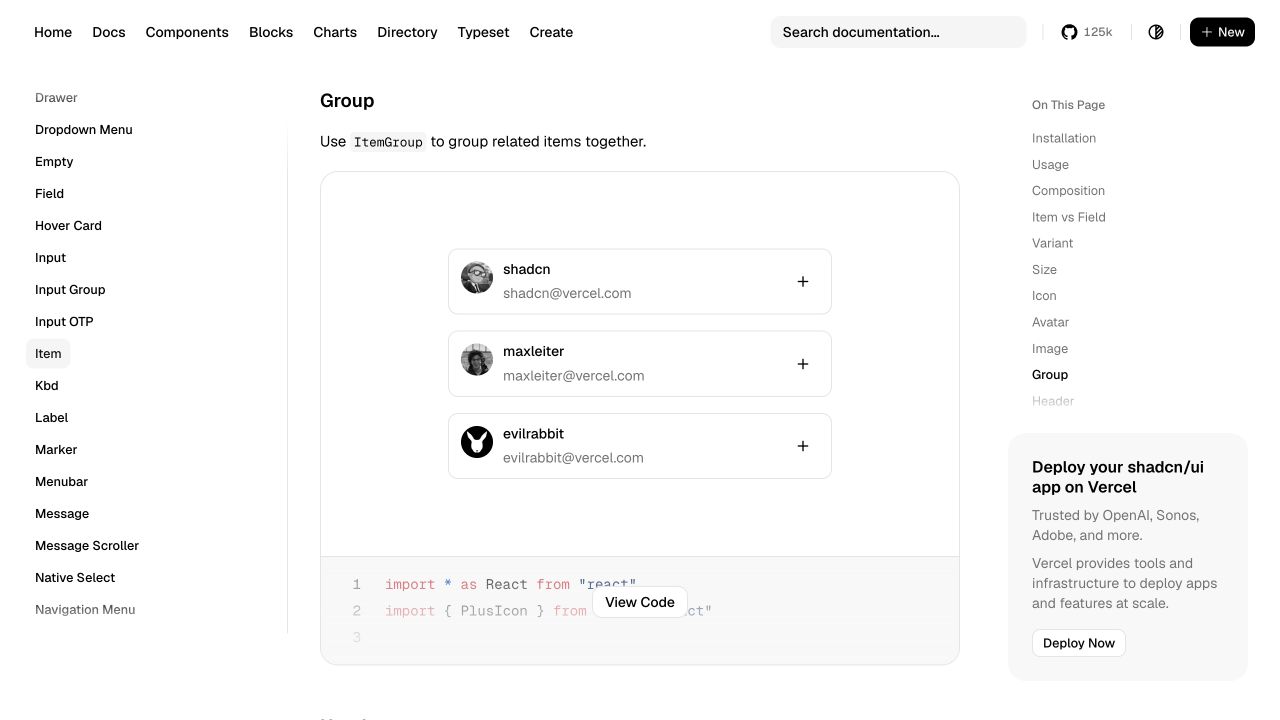 Home Docs Components Blocks Charts Directory Typeset Create
Search documentation...
125k
New
Drawer
Dropdown Menu
Empty
Field
Hover Card
Input
Input Group
Input OTP
Item
Kbd
Label
Marker
Menubar
Message
Message Scroller
Native Select
Navigation Menu
Group
Use ItemGroup to group related items together.
shadcn
shadcn@vercel.com
maxleiter
maxleiter@vercel.com
evilrabbit
evilrabbit@vercel.com
1 import * as React from "react"
2 import { PlusIcon } from ct"
3
View Code
On This Page
Installation
Usage
Composition
Item vs Field
Variant
Size
Icon
Avatar
Image
Group
Header
Deploy your shadcn/ui
app on Vercel
Trusted by OpenAI, Sonos,
Adobe, and more.
Vercel provides tools and
infrastructure to deploy apps
and features at scale.
Deploy Now